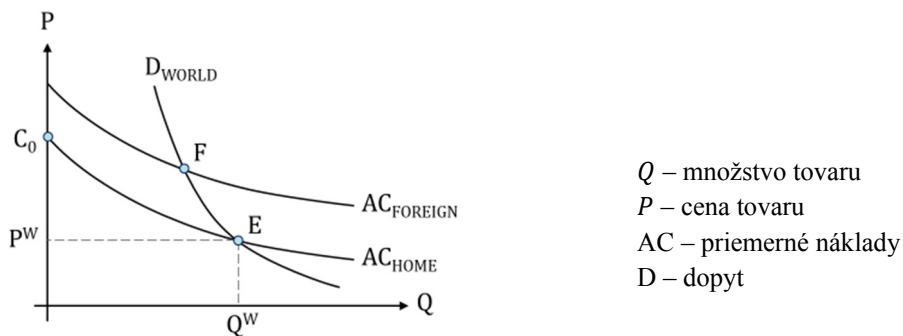 P
D_WORLD
C_0
F
AC_FOREIGN
E
P^W
AC_HOME
Q
Q^W
Q – množstvo tovaru
P – cena tovaru
AC – priemerné náklady
D – dopyt